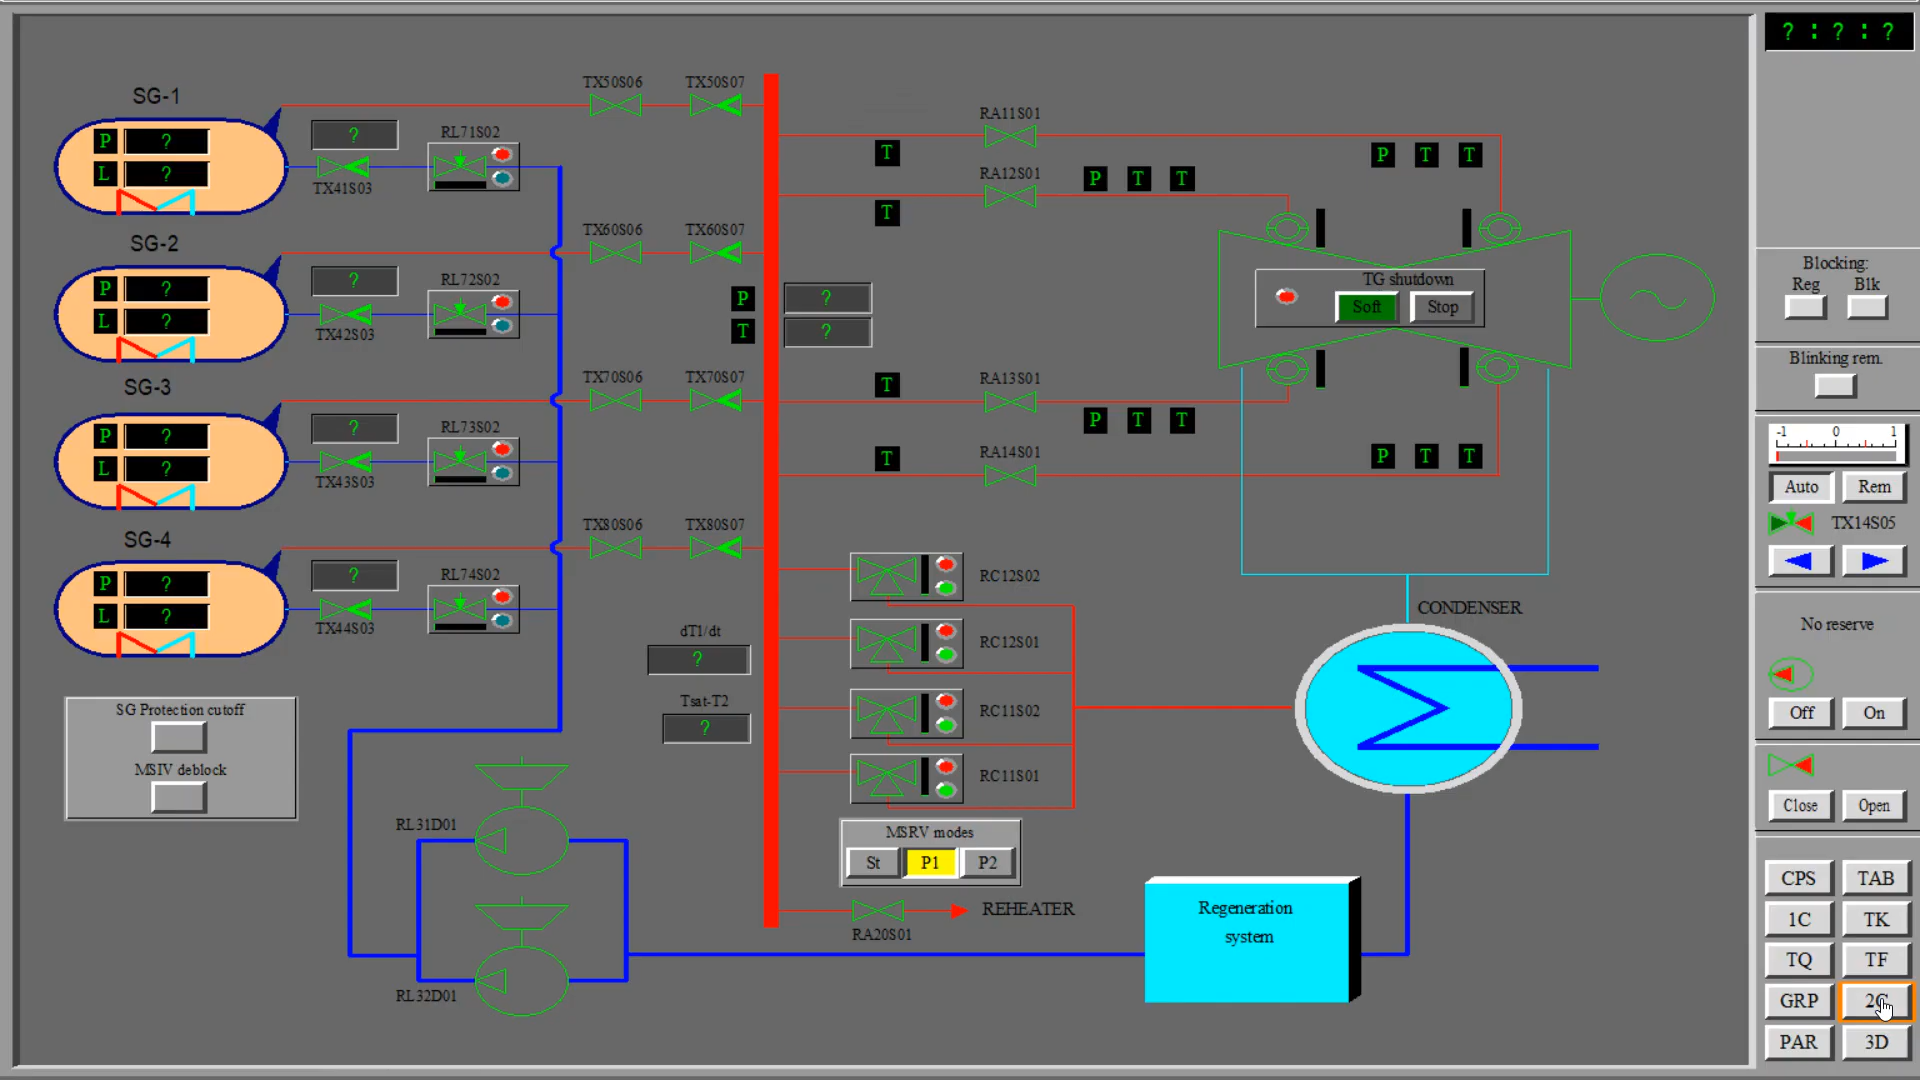 ? : ? : ?
SG-1
P ?
L ?
?
TX41S03
RL71S02
TX50S06
TX50S07
SG-2
P ?
L ?
?
TX42S03
RL72S02
TX60S06
TX60S07
SG-3
P ?
L ?
?
TX43S03
RL73S02
TX70S06
TX70S07
SG-4
P ?
L ?
?
TX44S03
RL74S02
TX80S06
TX80S07
P ?
T ?
dT1/dt
?
Tsat-T2
?
SG Protection cutoff
MSIV deblock
RL31D01
RL32D01
T
RA11S01
P T T
T
RA12S01
P T T
TG shutdown
Soft Stop
T
RA13S01
P T T
T
RA14S01
P T T
RC12S02
RC12S01
RC11S02
RC11S01
MSRV modes
St P1 P2
RA20S01
REHEATER
CONDENSER
Regeneration
system
Blocking:
Reg Blk
Blinking rem.
-1 0 1
Auto Rem
TX14S05
No reserve
Off On
Close Open
CPS TAB
1C TK
TQ TF
GRP 2C
PAR 3D